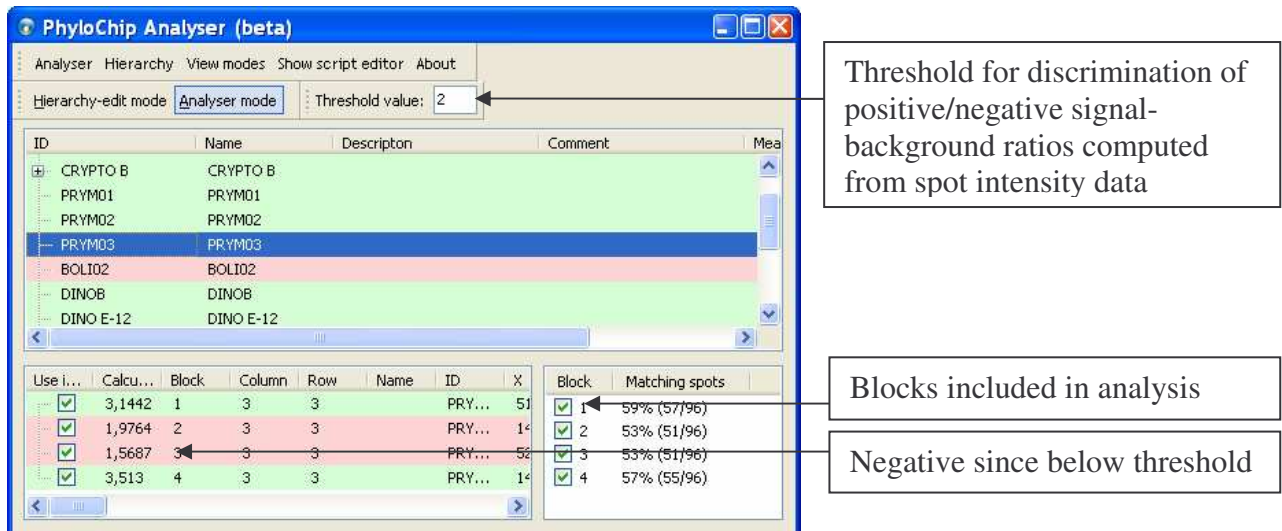 PhyloChip Analyser (beta)
Analyser Hierarchy View modes Show script editor About
Hierarchy-edit mode Analyser mode Threshold value: 2
ID Name Descripton Comment Mea
CRYPTO B CRYPTO B
PRYM01 PRYM01
PRYM02 PRYM02
PRYM03 PRYM03
BOLI02 BOLI02
DINOB DINOB
DINO E-12 DINO E-12
Use i... Calcu... Block Column Row Name ID X
3,1442 1 3 3 PRY... 51
1,9764 2 3 3 PRY... 14
1,5687 3 3 3 PRY... 52
3,513 4 3 3 PRY... 14
Block Matching spots
1 59% (57/96)
2 53% (51/96)
3 53% (51/96)
4 57% (55/96)
Threshold for discrimination of
positive/negative signal-
background ratios computed
from spot intensity data
Blocks included in analysis
Negative since below threshold